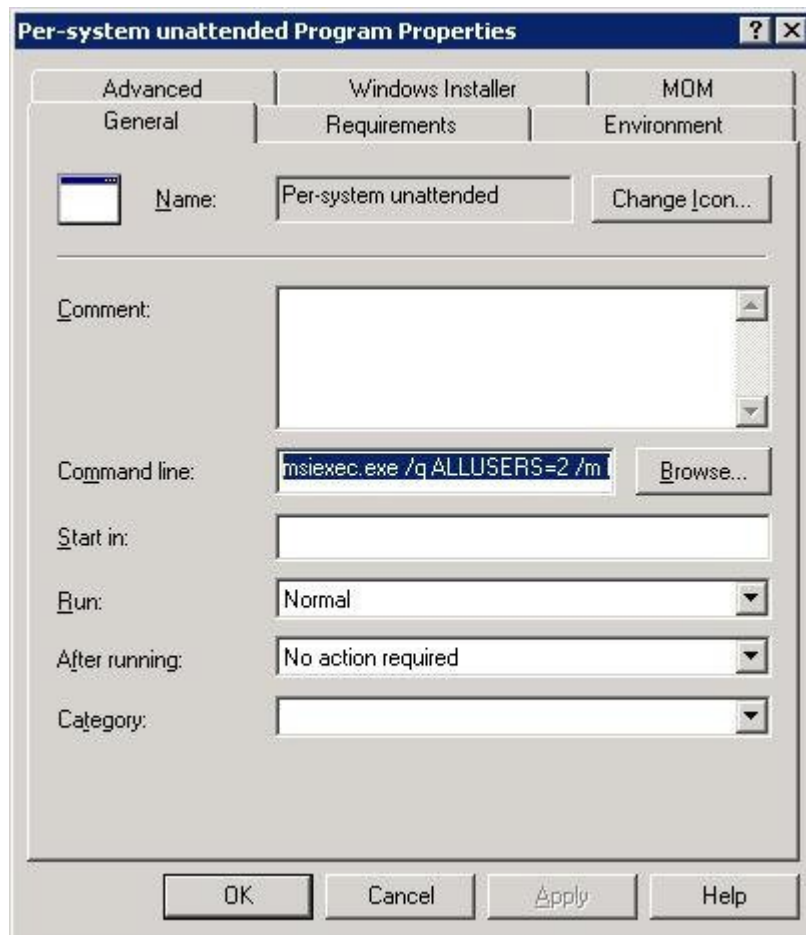 Per-system unattended Program Properties
Advanced Windows Installer MOM
General Requirements Environment
Name: Per-system unattended Change Icon...
Comment:
Command line: msiexec.exe /q ALLUSERS=2 /m Browse...
Start in:
Run: Normal
After running: No action required
Category:
OK Cancel Apply Help